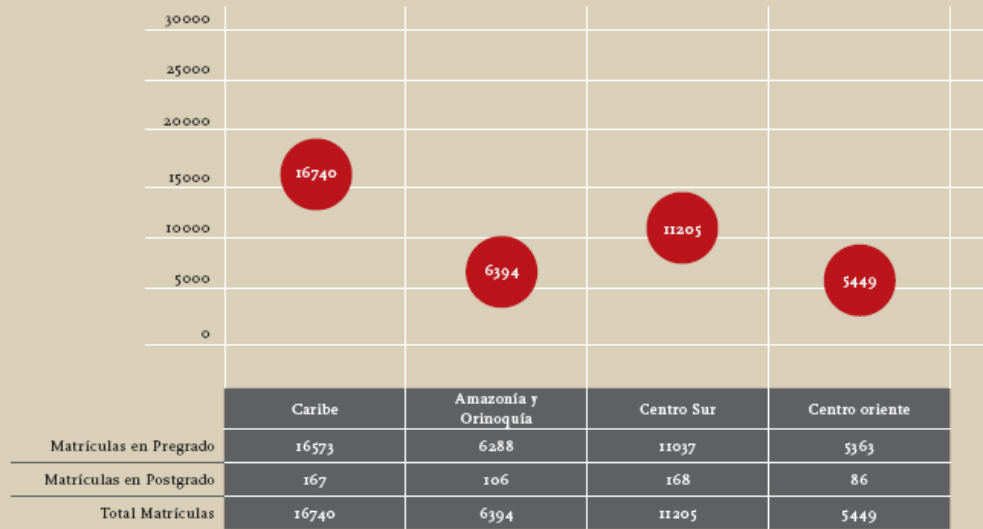 30000
25000
20000
15000
10000
5000
0
16740
6394
11205
5449
Caribe
Amazonía y
Orinoquía
Centro Sur
Centro oriente
Matrículas en Pregrado 16573 6288 11037 5363
Matrículas en Postgrado 167 106 168 86
Total Matrículas 16740 6394 11205 5449